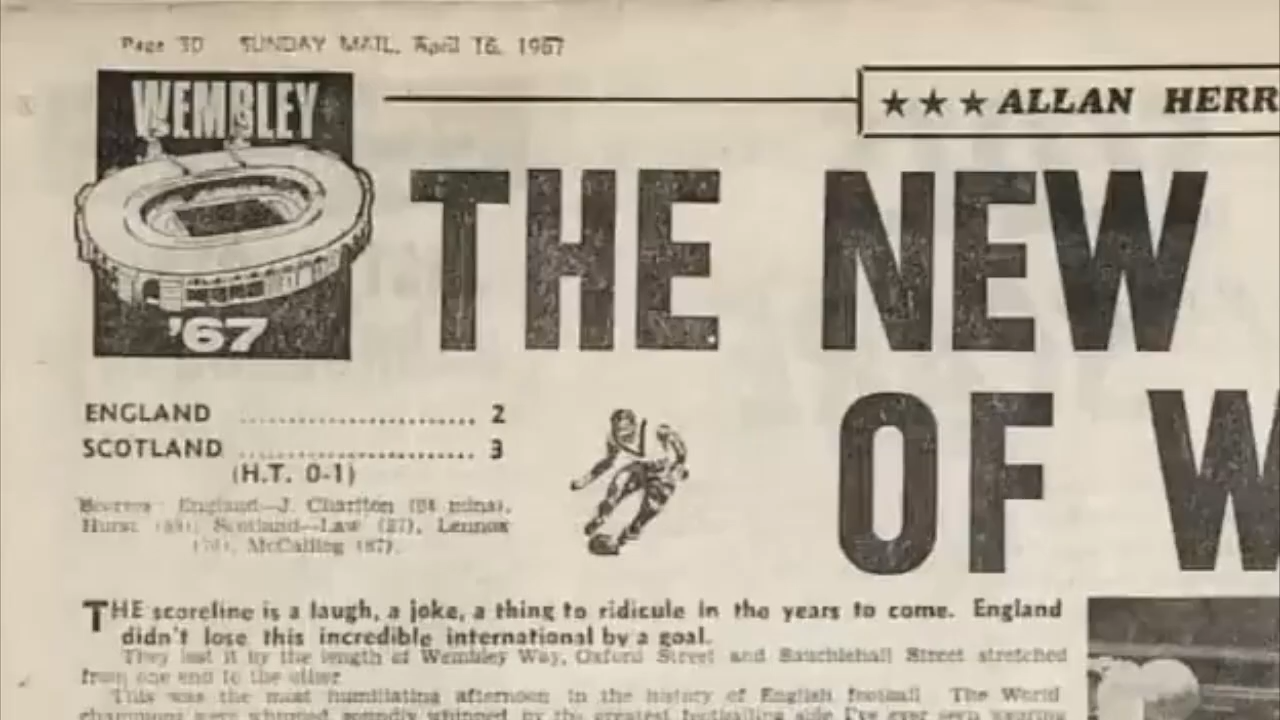 Page 30 SUNDAY MAIL, April 16, 1967
WEMBLEY
'67
★★★ ALLAN HERR
THE NEW
OF W
ENGLAND .......................... 2
SCOTLAND .......................... 3
(H.T. 0-1)
England—J. Charlton (84 mins),
Hurst Scotland—Law (27), Lennox
McCalliog (87).
THE scoreline is a laugh, a joke, a thing to ridicule in the years to come. England
didn't lose this incredible international by a goal.
They lost it by the length of Wembley Way, Oxford Street and Sauchiehall Street stretched
from one end to the other
This was the most humiliating afternoon in the history of English football. The World
champions were whipped, soundly whipped by the greatest footballing side I've ever seen wearing